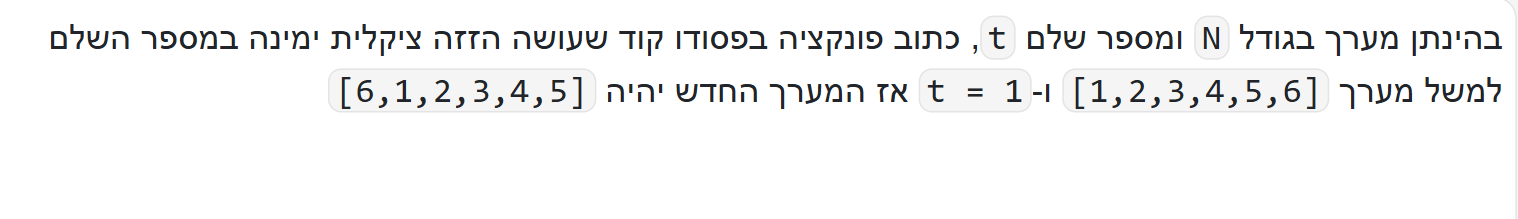 בהינתן מערך בגודל N ומספר שלם t, כתוב פונקציה בפסודו קוד שעושה הזזה ציקלית ימינה במספר השלם
למשל מערך [1,2,3,4,5,6] ו-t = 1 אז המערך החדש יהיה [6,1,2,3,4,5]